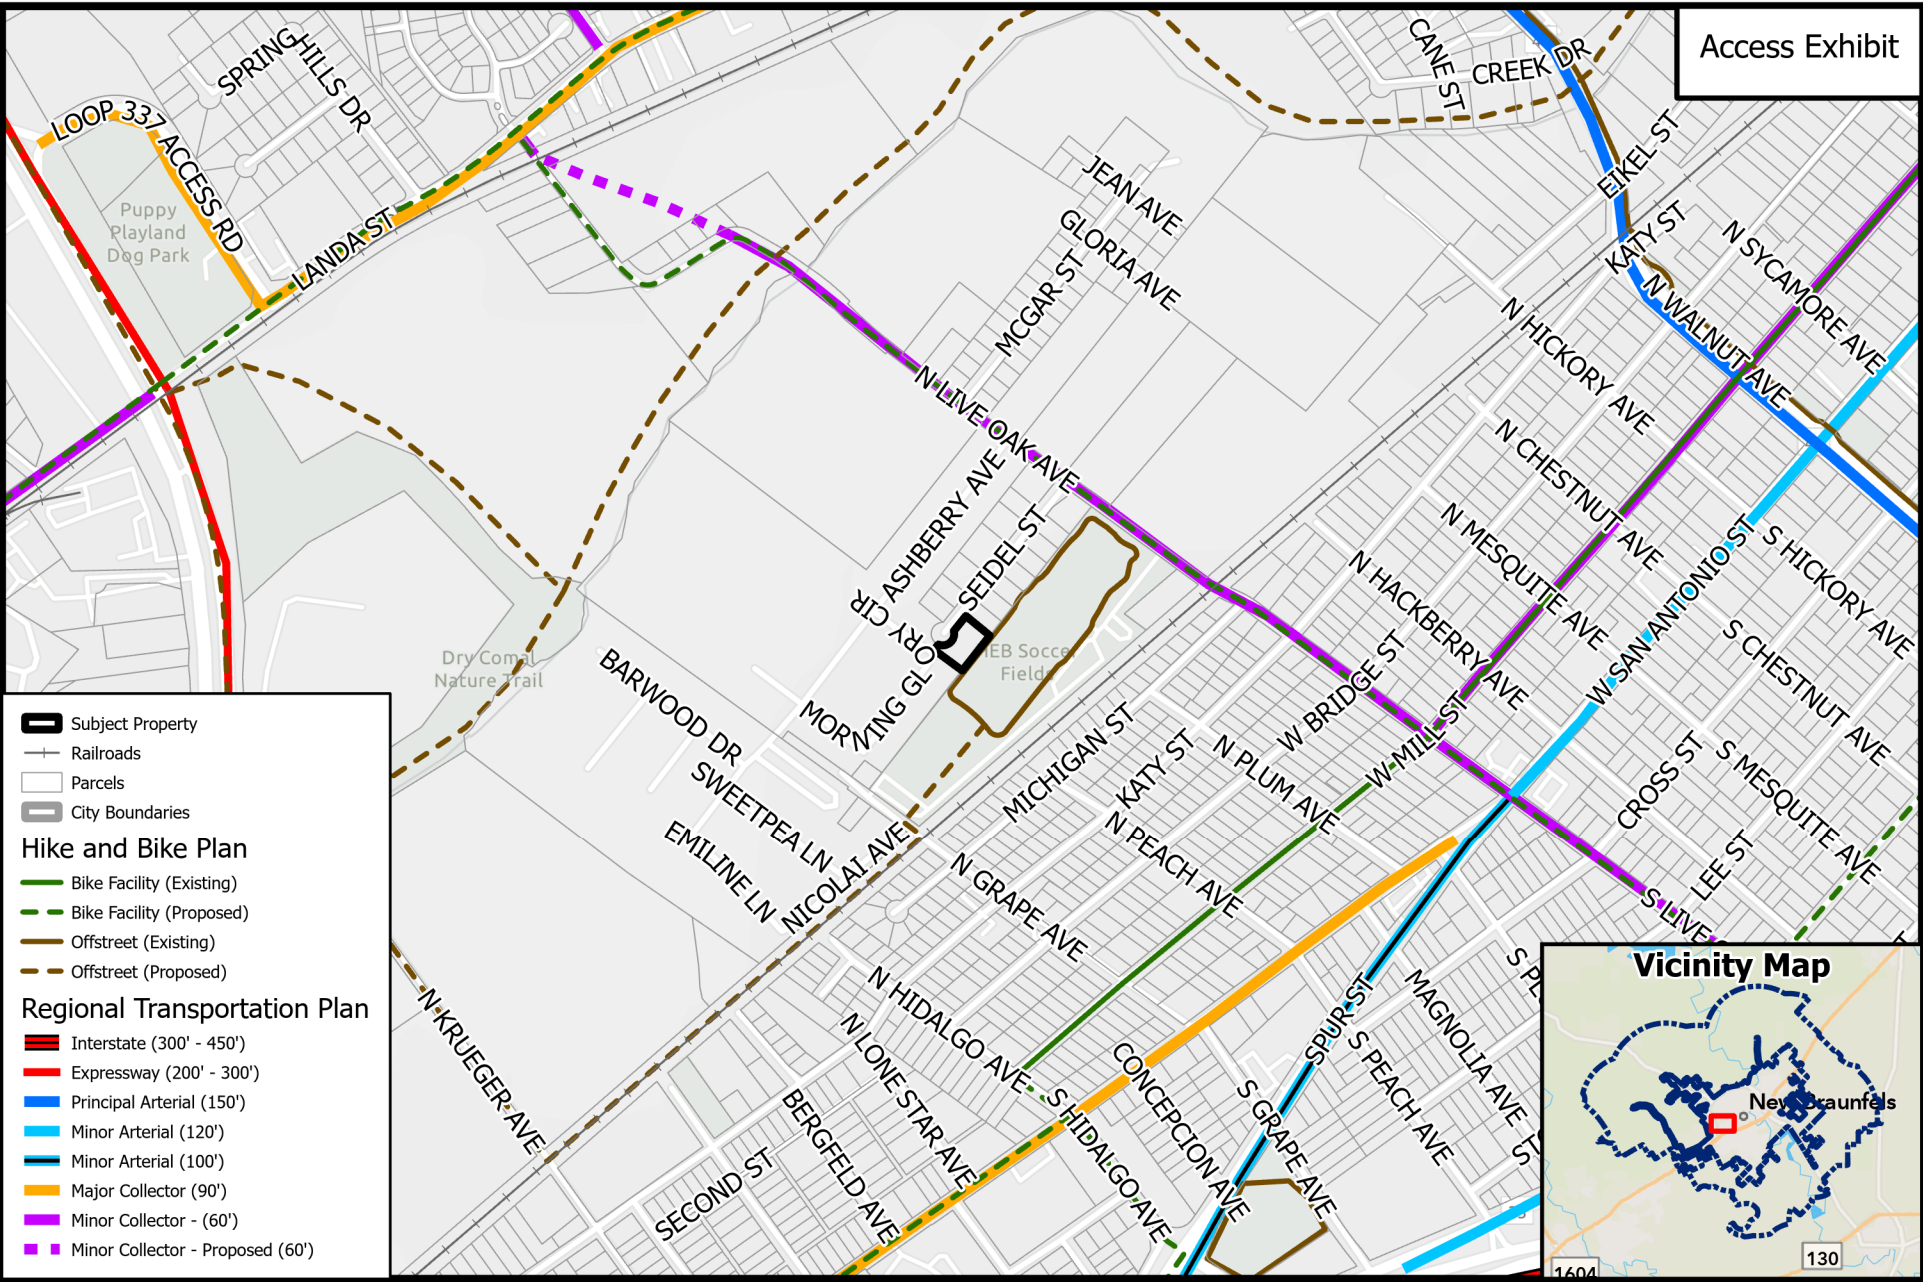 Access Exhibit
SPRING
HILLS DR
LOOP 337 ACCESS RD
Puppy
Playland
Dog Park
LANDA ST
CANE ST
CREEK DR
EIKEL ST
KATY ST
N SYCAMORE AVE
N WALNUT AVE
JEAN AVE
GLORIA AVE
MCGAR ST
N HICKORY AVE
N LIVE OAK AVE
N CHESTNUT AVE
ASHBERRY AVE
SEIDEL ST
N MESQUITE AVE
N HACKBERRY AVE
W SAN ANTONIO ST
S HICKORY AVE
S CHESTNUT AVE
S MESQUITE AVE
MORNING GLORY CIR
HEB Soccer
Fields
Dry Comal
Nature Trail
BARWOOD DR
SWEETPEA LN
EMILINE LN
NICOLAI AVE
MICHIGAN ST
KATY ST
W BRIDGE ST
W MILL ST
N PLUM AVE
N PEACH AVE
N GRAPE AVE
CROSS ST
LEE ST
S LIVE
N HIDALGO AVE
N LONE STAR AVE
N KRUEGER AVE
BERGFELD AVE
SECOND ST
S HIDALGO AVE
CONCEPCION AVE
S GRAPE AVE
SPUR ST
S PEACH AVE
MAGNOLIA AVE
Subject Property
Railroads
Parcels
City Boundaries
Hike and Bike Plan
Bike Facility (Existing)
Bike Facility (Proposed)
Offstreet (Existing)
Offstreet (Proposed)
Regional Transportation Plan
Interstate (300' - 450')
Expressway (200' - 300')
Principal Arterial (150')
Minor Arterial (120')
Minor Arterial (100')
Major Collector (90')
Minor Collector - (60')
Minor Collector - Proposed (60')
Vicinity Map
New Braunfels
130
1604